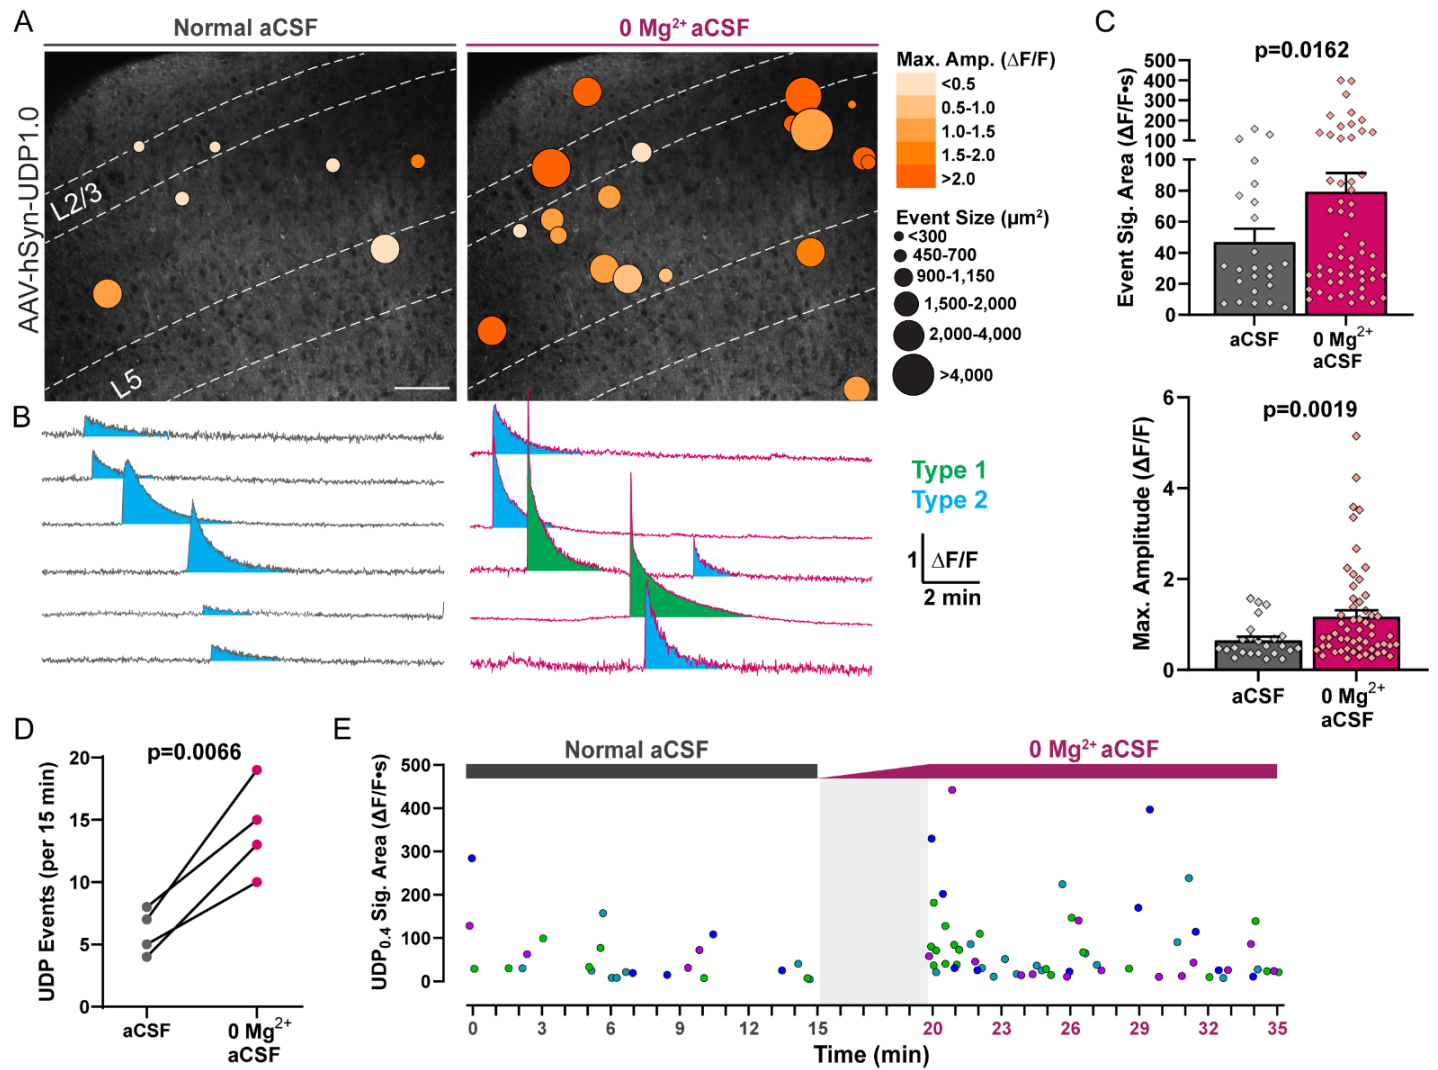 A
Normal aCSF
0 Mg²⁺ aCSF
AAV-hSyn-UDP1.0
L2/3
L5
Max. Amp. (ΔF/F)
<0.5
0.5-1.0
1.0-1.5
1.5-2.0
>2.0
Event Size (µm²)
<300
450-700
900-1,150
1,500-2,000
2,000-4,000
>4,000
B
Type 1
Type 2
1
ΔF/F
2 min
C
p=0.0162
Event Sig. Area (ΔF/F•s)
500
400
300
200
100
100
80
60
40
20
0
aCSF
0 Mg²⁺
aCSF
p=0.0019
Max. Amplitude (ΔF/F)
6
4
2
0
aCSF
0 Mg²⁺
aCSF
D
p=0.0066
UDP Events (per 15 min)
20
15
10
5
0
aCSF
0 Mg²⁺
aCSF
E
Normal aCSF
0 Mg²⁺ aCSF
UDP₀.₄ Sig. Area (ΔF/F•s)
500
400
300
200
100
0
0 3 6 9 12 15 20 23 26 29 32 35
Time (min)